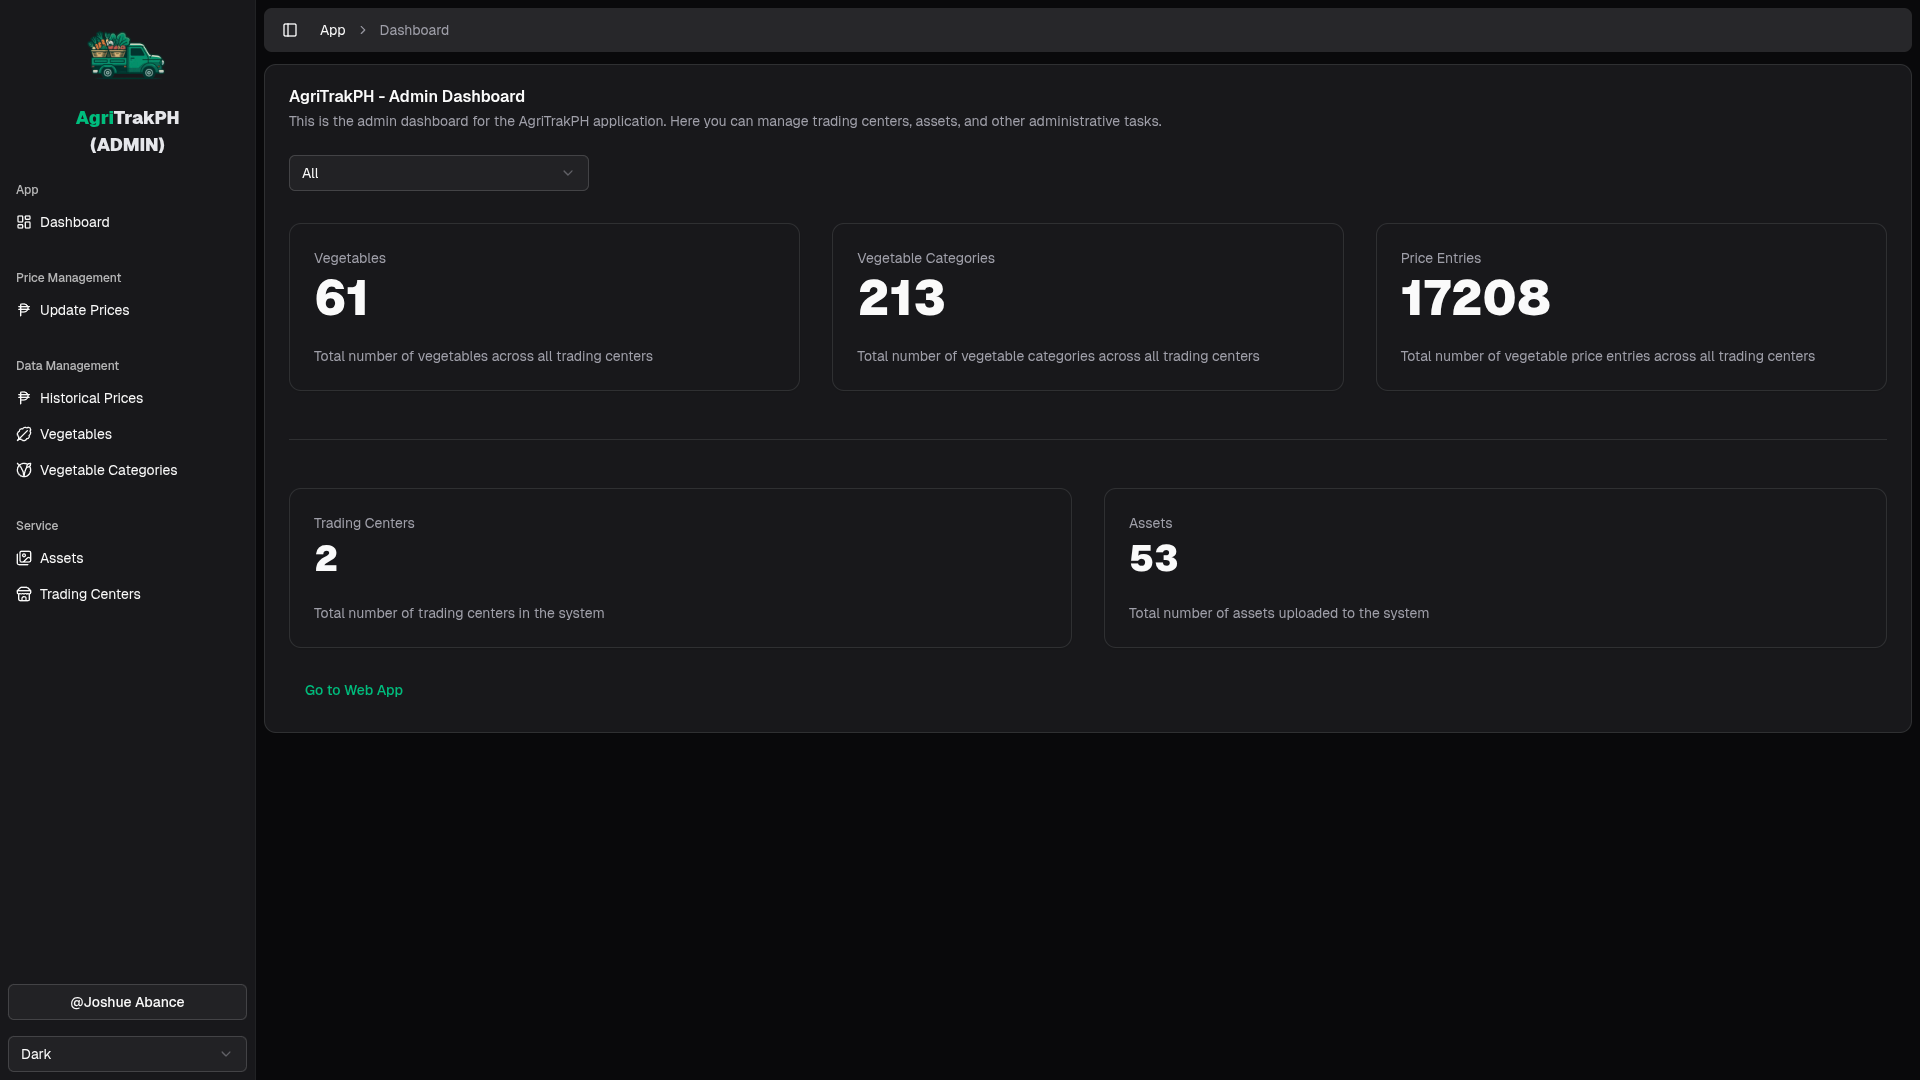 AgriTrakPH
(ADMIN)
App
Dashboard
Price Management
Update Prices
Data Management
Historical Prices
Vegetables
Vegetable Categories
Service
Assets
Trading Centers
@Joshue Abance
Dark
App > Dashboard
AgriTrakPH - Admin Dashboard
This is the admin dashboard for the AgriTrakPH application. Here you can manage trading centers, assets, and other administrative tasks.
All
Vegetables
61
Total number of vegetables across all trading centers
Vegetable Categories
213
Total number of vegetable categories across all trading centers
Price Entries
17208
Total number of vegetable price entries across all trading centers
Trading Centers
2
Total number of trading centers in the system
Assets
53
Total number of assets uploaded to the system
Go to Web App